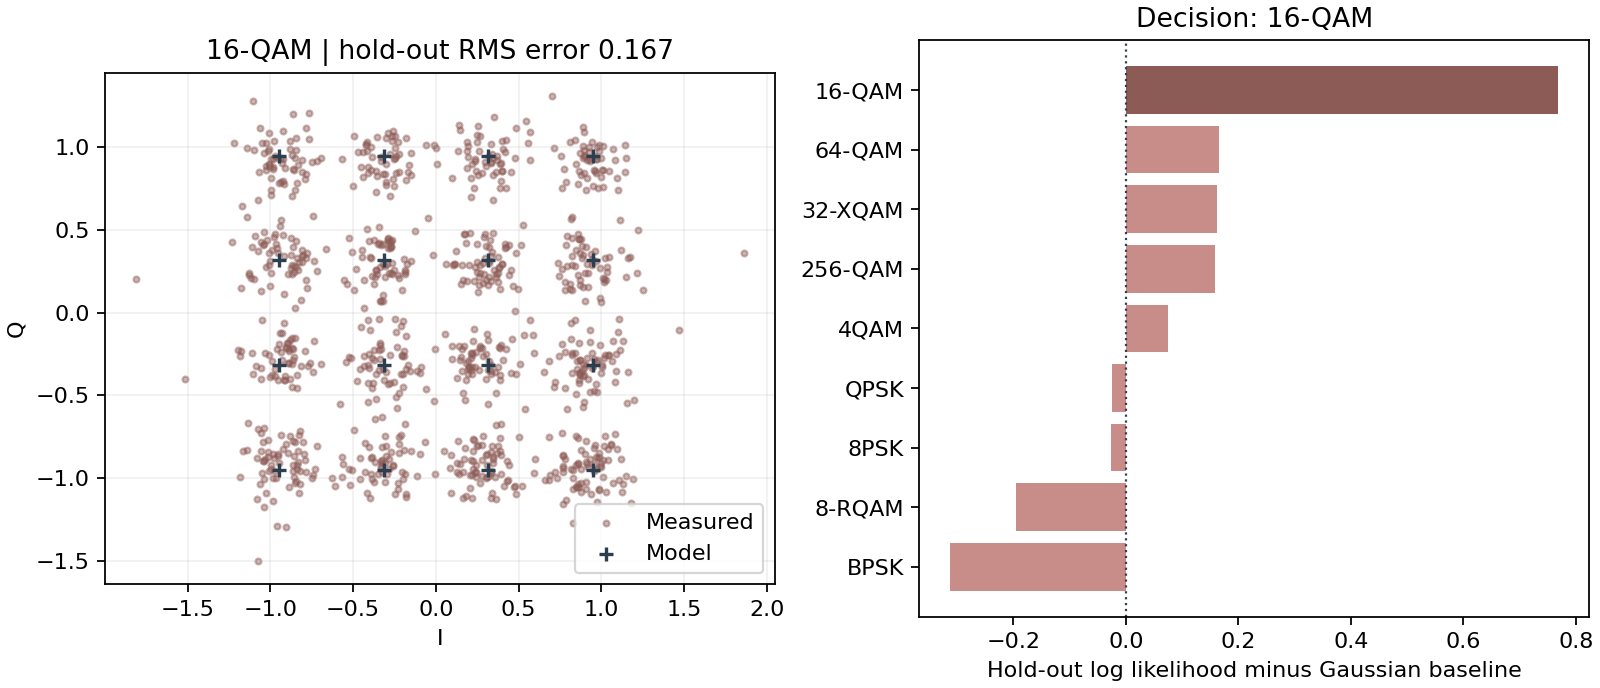 16-QAM | hold-out RMS error 0.167
Q
1.0
0.5
0.0
−0.5
−1.0
−1.5
−1.5
−1.0
−0.5
0.0
0.5
1.0
1.5
2.0
I
Measured
Model
Decision: 16-QAM
16-QAM
64-QAM
32-XQAM
256-QAM
4QAM
QPSK
8PSK
8-RQAM
BPSK
−0.2
0.0
0.2
0.4
0.6
0.8
Hold-out log likelihood minus Gaussian baseline